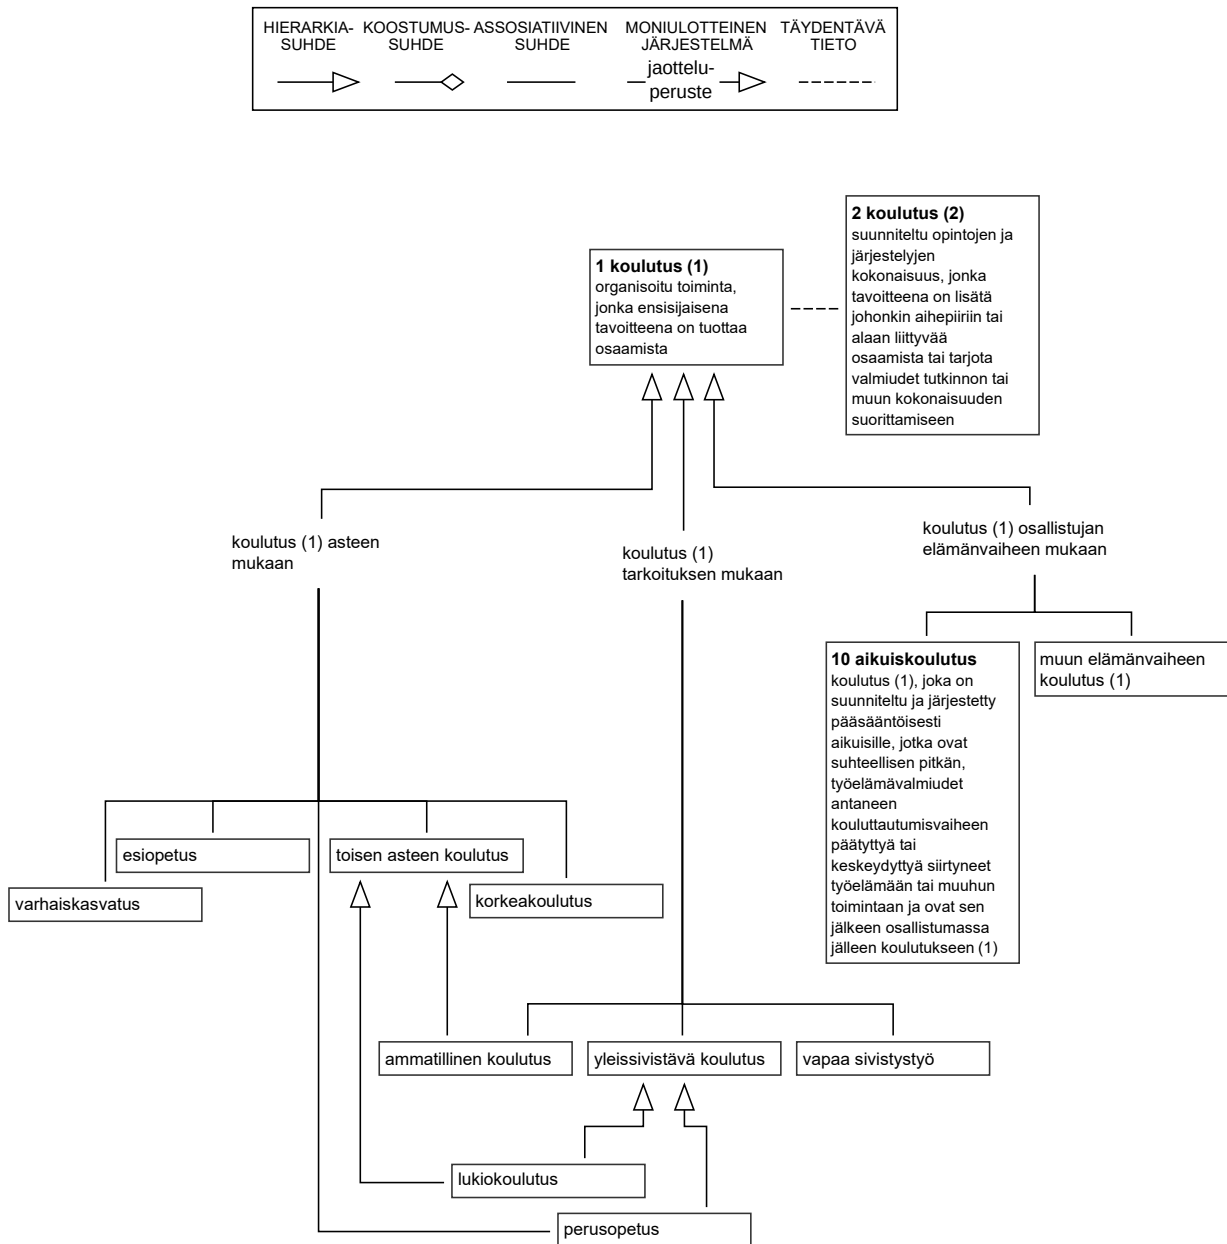 HIERARKIA-
SUHDE
KOOSTUMUS-
SUHDE
ASSOSIATIIVINEN
SUHDE
MONIULOTTEINEN
JÄRJESTELMÄ
jaottelu-
peruste
TÄYDENTÄVÄ
TIETO
1 koulutus (1)
organisoitu toiminta,
jonka ensisijaisena
tavoitteena on tuottaa
osaamista
2 koulutus (2)
suunniteltu opintojen ja
järjestelyjen
kokonaisuus, jonka
tavoitteena on lisätä
johonkin aihepiiriin tai
alaan liittyvää
osaamista tai tarjota
valmiudet tutkinnon tai
muun kokonaisuuden
suorittamiseen
koulutus (1) asteen
mukaan
koulutus (1)
tarkoituksen mukaan
koulutus (1) osallistujan
elämänvaiheen mukaan
10 aikuiskoulutus
koulutus (1), joka on
suunniteltu ja järjestetty
pääsääntöisesti
aikuisille, jotka ovat
suhteellisen pitkän,
työelämävalmiudet
antaneen
kouluttautumisvaiheen
päätyttyä tai
keskeydyttyä siirtyneet
työelämään tai muuhun
toimintaan ja ovat sen
jälkeen osallistumassa
jälleen koulutukseen (1)
muun elämänvaiheen
koulutus (1)
esiopetus
toisen asteen koulutus
varhaiskasvatus
korkeakoulutus
ammatillinen koulutus
yleissivistävä koulutus
vapaa sivistystyö
lukiokoulutus
perusopetus